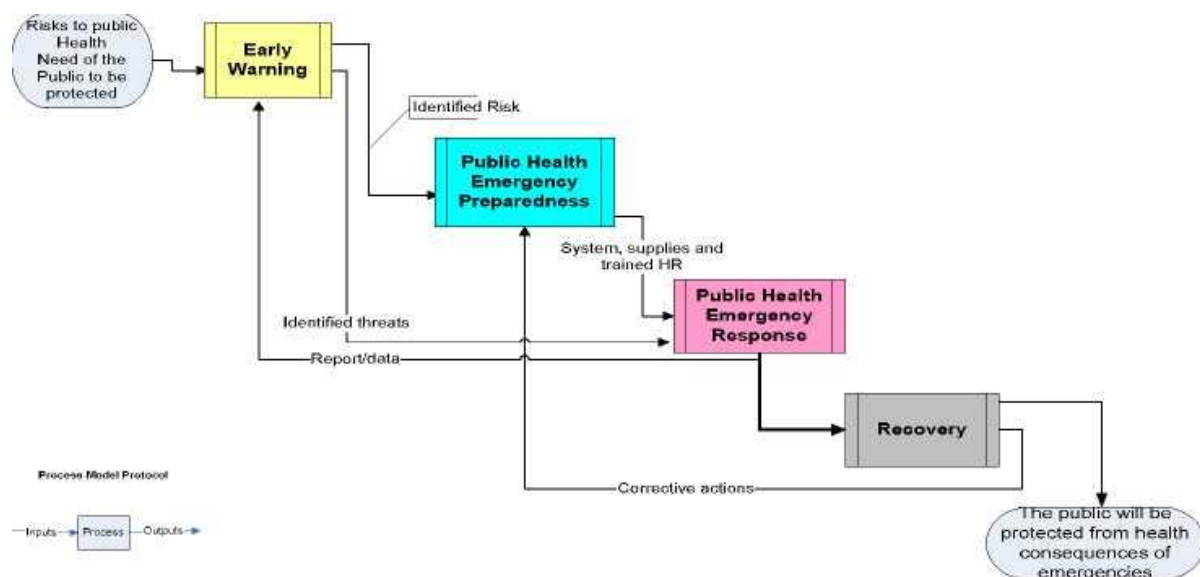 Risks to public
Health
Need of the
Public to be
protected
Early
Warning
Identified Risk
Public Health
Emergency
Preparedness
System, supplies and
trained HR
Public Health
Emergency
Response
Identified threats
Report/data
Recovery
Corrective actions
Process Model Protocol
Inputs
Process
Outputs
The public will be
protected from health
consequences of
emergencies